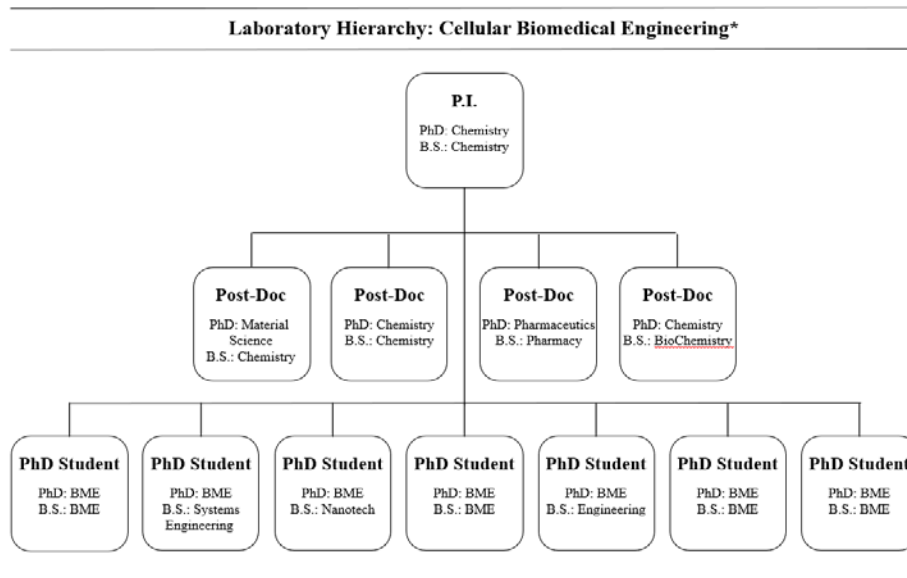 Laboratory Hierarchy: Cellular Biomedical Engineering*
P.I.
PhD: Chemistry
B.S.: Chemistry
Post-Doc
PhD: Material
Science
B.S.: Chemistry
Post-Doc
PhD: Chemistry
B.S.: Chemistry
Post-Doc
PhD: Pharmaceutics
B.S.: Pharmacy
Post-Doc
PhD: Chemistry
B.S.: BioChemistry
PhD Student
PhD: BME
B.S.: BME
PhD Student
PhD: BME
B.S.: Systems
Engineering
PhD Student
PhD: BME
B.S.: Nanotech
PhD Student
PhD: BME
B.S.: BME
PhD Student
PhD: BME
B.S.: Engineering
PhD Student
PhD: BME
B.S.: BME
PhD Student
PhD: BME
B.S.: BME